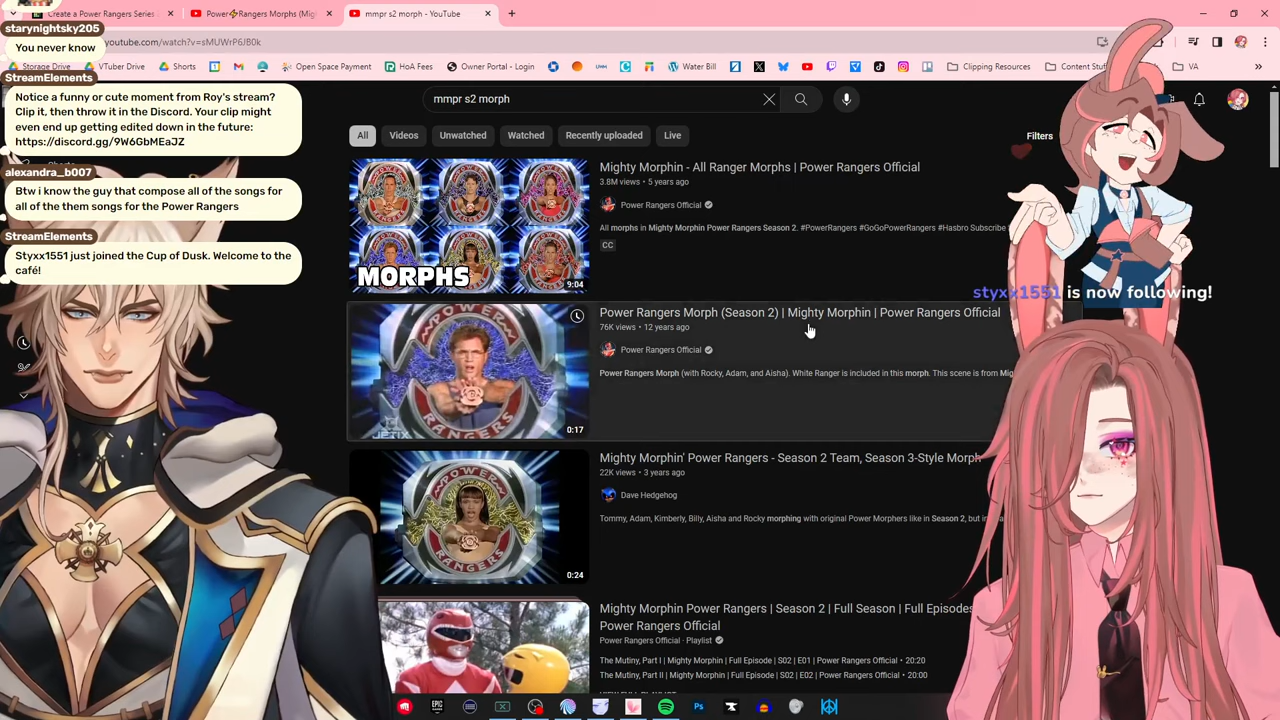 Create a Power Rangers Series
Power⚡Rangers Morphs (Mi
mmpr s2 morph - YouTube
youtube.com/watch?v=sMUWrP6JB0k
Storage Drive
VTuber Drive
Shorts
Open Space Payment
HoA Fees
Owner Portal - Login
Water Bill
Clipping Resources
Content
VA
starynightsky205
You never know
StreamElements
Notice a funny or cute moment from Roy's stream?
Clip it, then throw it in the Discord. Your clip might
even end up getting edited down in the future:
https://discord.gg/9W6GbMEaJZ
alexandra_b007
Btw i know the guy that compose all of the songs for
all of the them songs for the Power Rangers
StreamElements
Styxx1551 just joined the Cup of Dusk. Welcome to the
café!
mmpr s2 morph
All
Videos
Unwatched
Watched
Recently uploaded
Live
Filters
MORPHS
9:04
Mighty Morphin - All Ranger Morphs | Power Rangers Official
3.8M views • 5 years ago
Power Rangers Official
All morphs in Mighty Morphin Power Rangers Season 2. #PowerRangers #GoGoPowerRangers #Hasbro Subscribe
CC
styxx1551 is now following!
POWER
RANGERS
JETIX
0:17
Power Rangers Morph (Season 2) | Mighty Morphin | Power Rangers Official
76K views • 12 years ago
Power Rangers Official
Power Rangers Morph (with Rocky, Adam, and Aisha). White Ranger is included in this morph. This scene is from Mig
POWER
RANGERS
0:24
Mighty Morphin' Power Rangers - Season 2 Team, Season 3-Style Morph
22K views • 3 years ago
Dave Hedgehog
Tommy, Adam, Kimberly, Billy, Aisha and Rocky morphing with original Power Morphers like in Season 2, but in
Mighty Morphin Power Rangers | Season 2 | Full Season | Full Episodes
Power Rangers Official
Power Rangers Official · Playlist
The Mutiny, Part I | Mighty Morphin | Full Episode | S02 | E01 | Power Rangers Official • 20:20
The Mutiny, Part II | Mighty Morphin | Full Episode | S02 | E02 | Power Rangers Official • 20:00